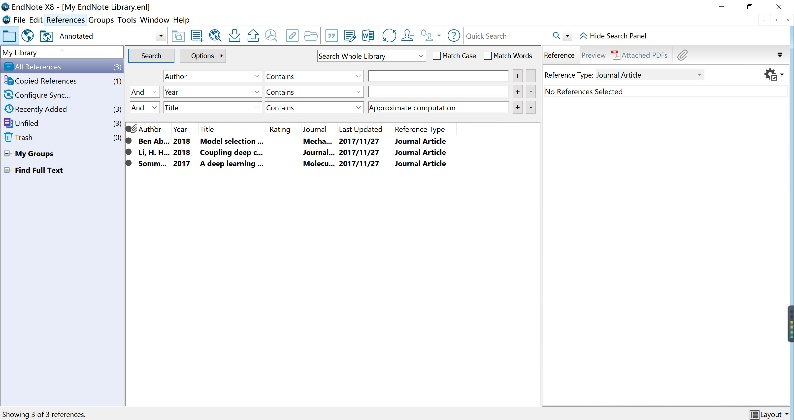 EndNote X8 - [My EndNote Library.enl]
File Edit References Groups Tools Window Help
Annotated
Quick Search
Hide Search Panel
My Library
All References (3)
Copied References (1)
Configure Sync...
Recently Added (3)
Unfiled (3)
Trash (0)
My Groups
Find Full Text
Search Options Search Whole Library Match Case Match Words
Author Contains + -
And Year Contains + -
And Title Contains Approximate computation + -
Author Year Title Rating Journal Last Updated Reference Type
Ben Ab... 2018 Model selection ... Mecha... 2017/11/27 Journal Article
Li, H. H... 2018 Coupling deep c... Journal... 2017/11/27 Journal Article
Somm... 2017 A deep learning ... Molecu... 2017/11/27 Journal Article
Reference Preview Attached PDFs
Reference Type: Journal Article
No References Selected
Showing 3 of 3 references.
Layout